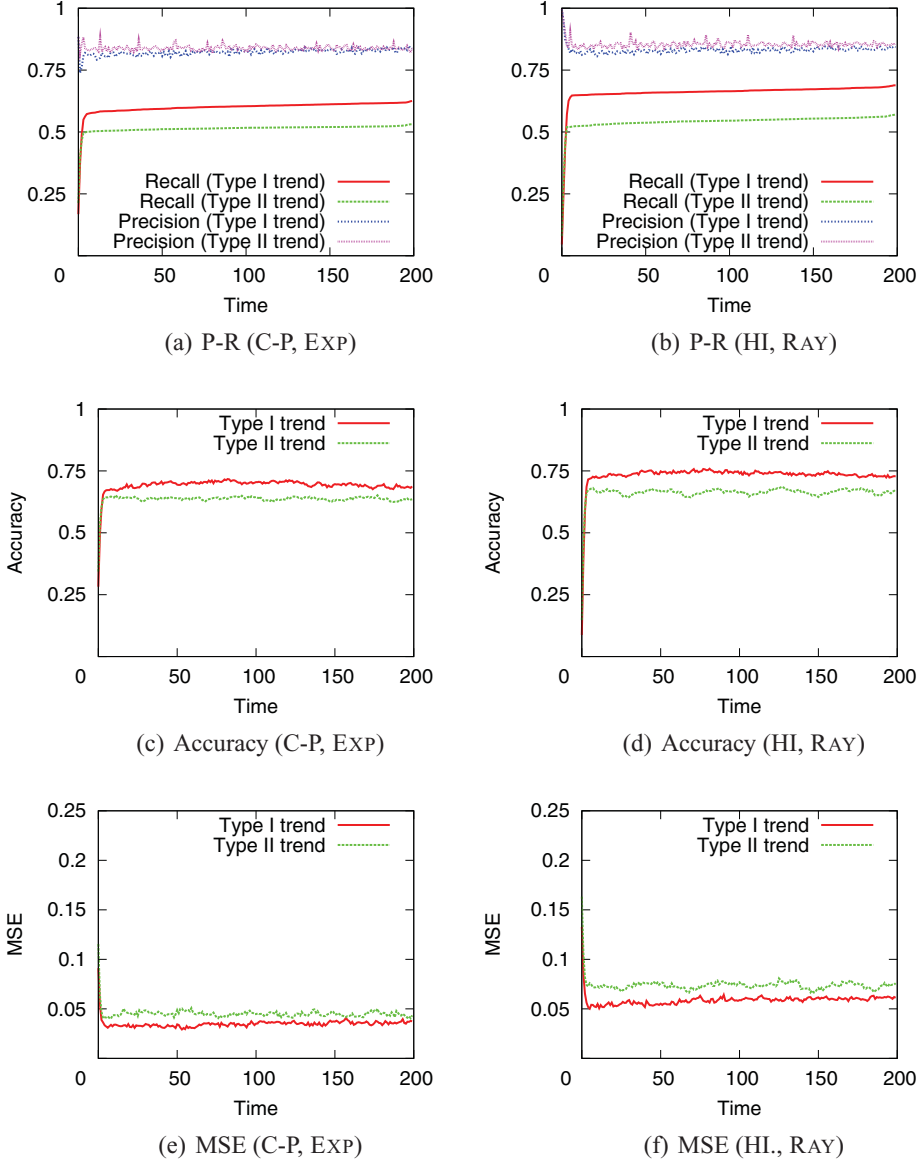 1
0.75
0.5
0.25
0
50
100
150
200
Recall (Type I trend)
Recall (Type II trend)
Precision (Type I trend)
Precision (Type II trend)
Time
(a) P-R (C-P, EXP)
1
0.75
0.5
0.25
0
50
100
150
200
Recall (Type I trend)
Recall (Type II trend)
Precision (Type I trend)
Precision (Type II trend)
Time
(b) P-R (HI, RAY)
1
0.75
0.5
0.25
0
50
100
150
200
Accuracy
Type I trend
Type II trend
Time
(c) Accuracy (C-P, EXP)
1
0.75
0.5
0.25
0
50
100
150
200
Accuracy
Type I trend
Type II trend
Time
(d) Accuracy (HI, RAY)
0.25
0.2
0.15
0.1
0.05
0
50
100
150
200
MSE
Type I trend
Type II trend
Time
(e) MSE (C-P, EXP)
0.25
0.2
0.15
0.1
0.05
0
50
100
150
200
MSE
Type I trend
Type II trend
Time
(f) MSE (HI., RAY)